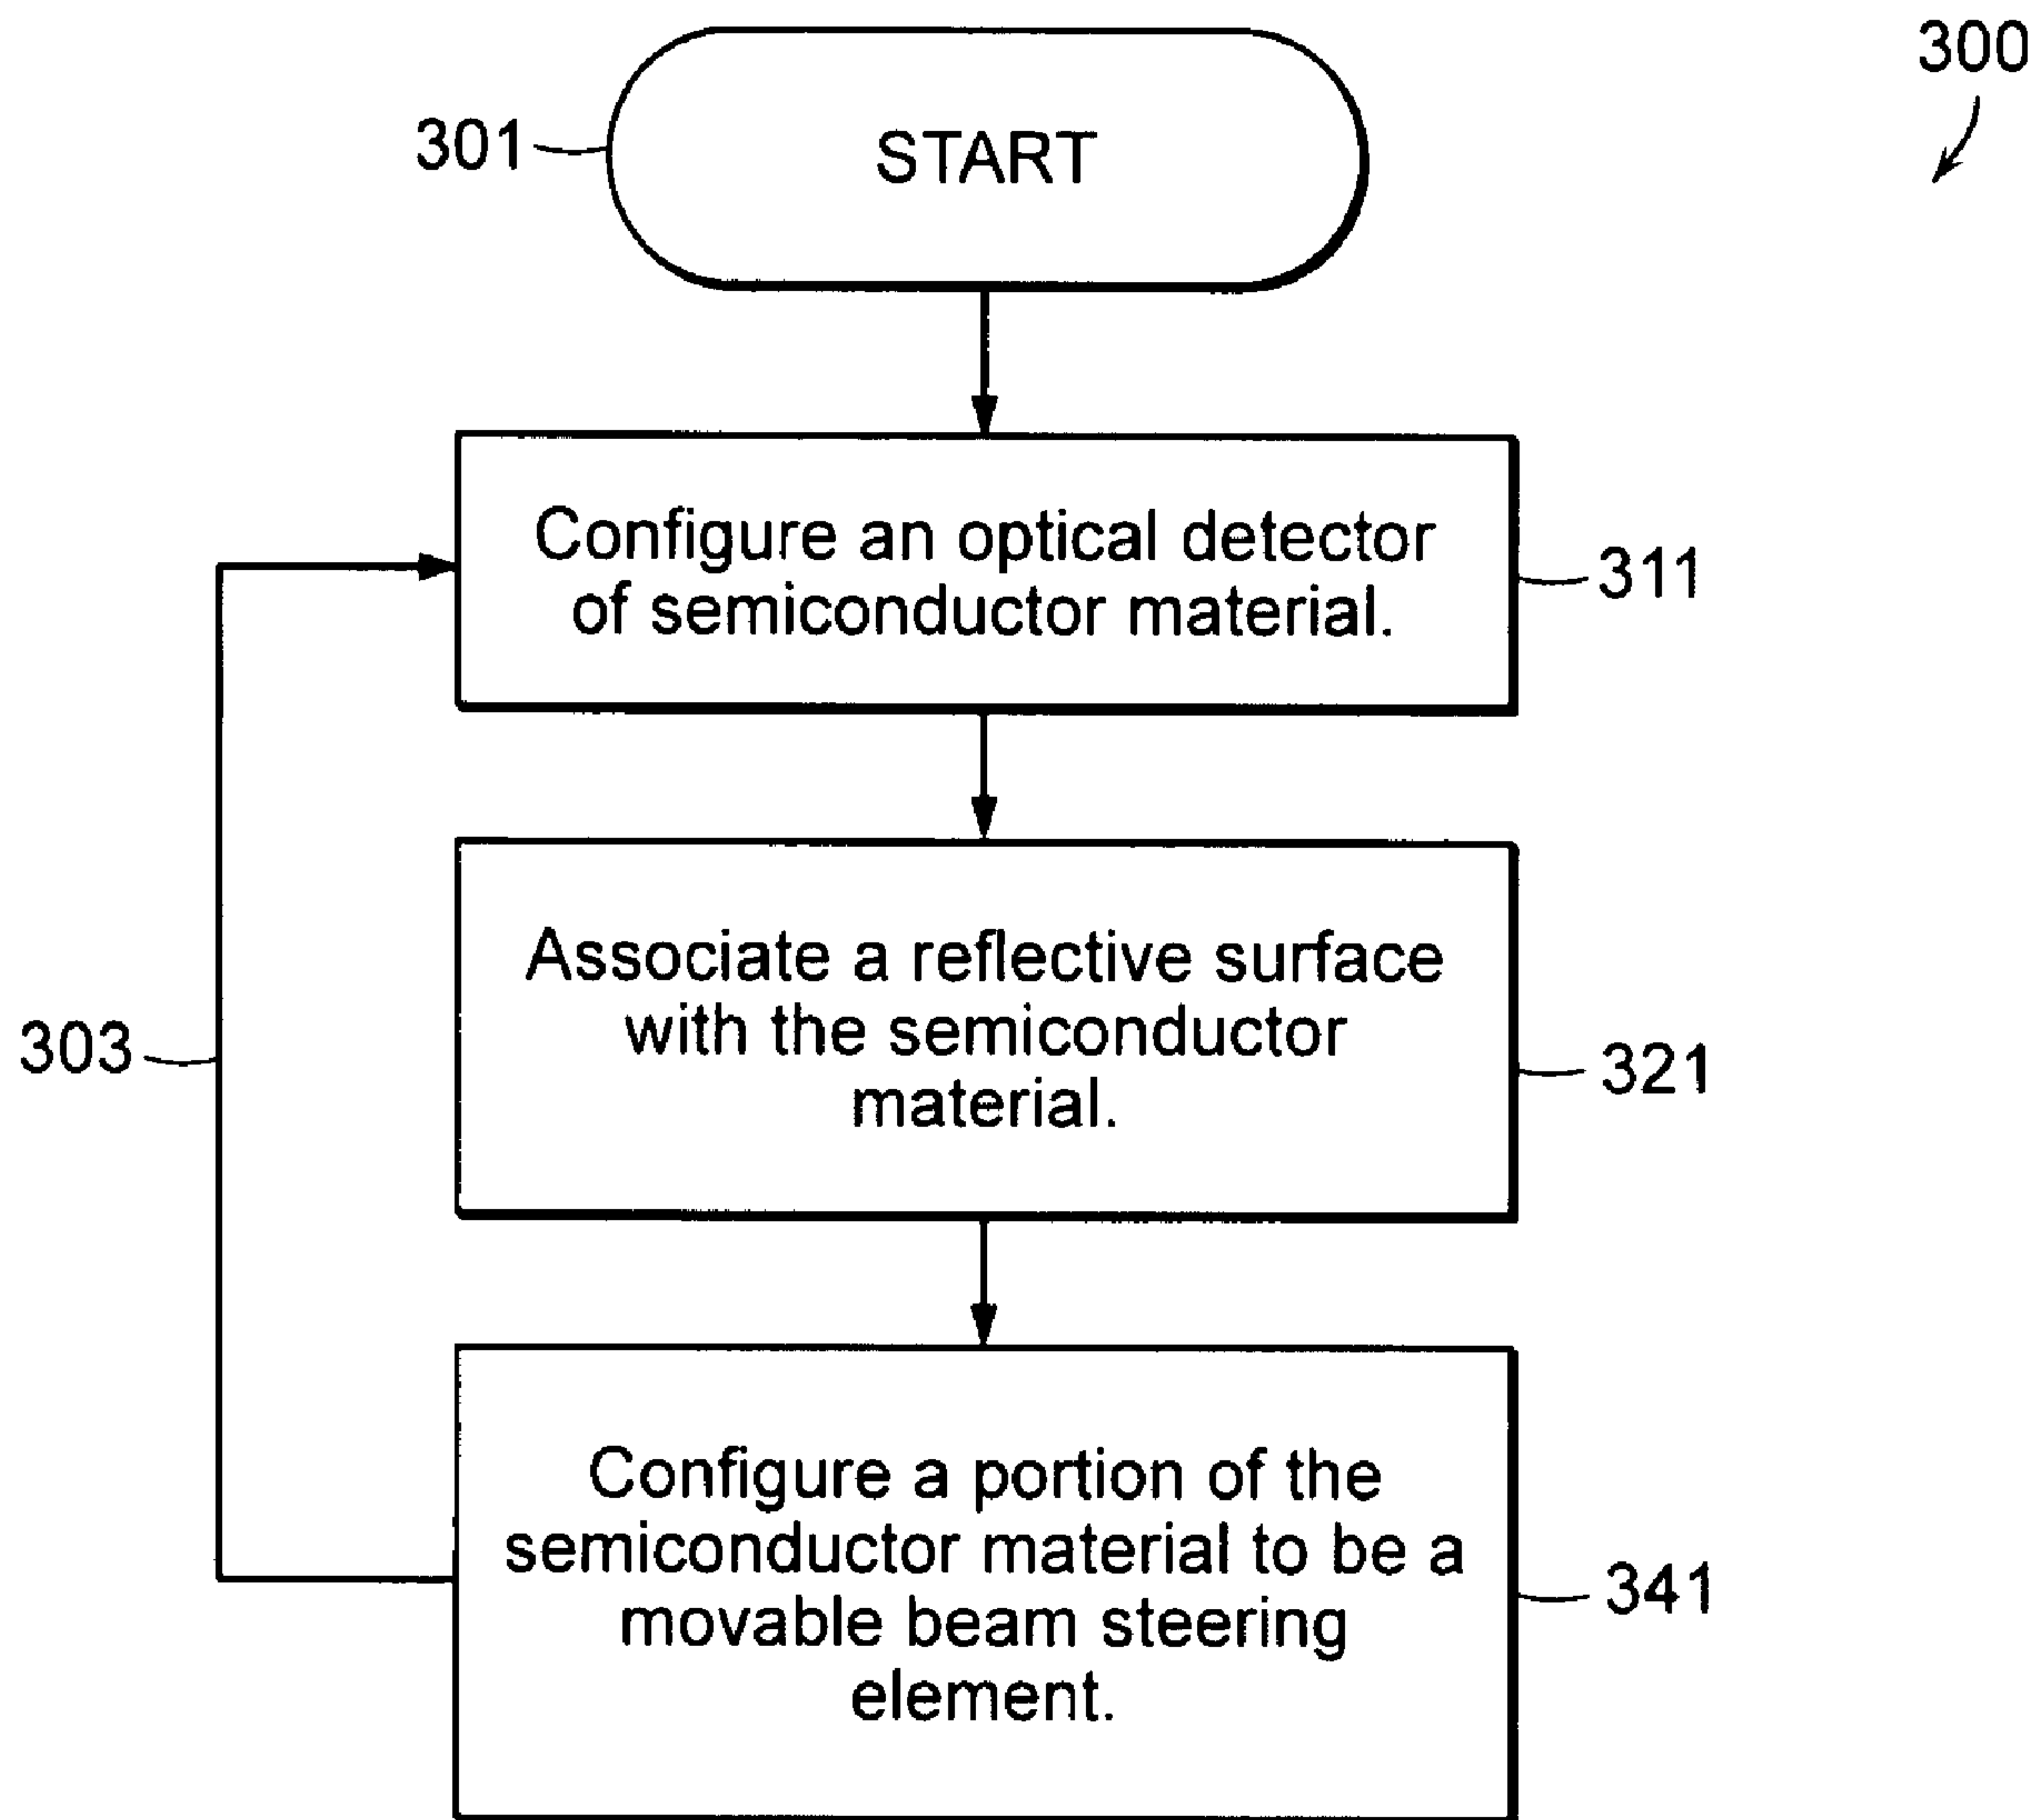 300
301
START
Configure an optical detector
of semiconductor material.
311
Associate a reflective surface
with the semiconductor
material.
303
321
Configure a portion of the
semiconductor material to be a
movable beam steering
element.
341